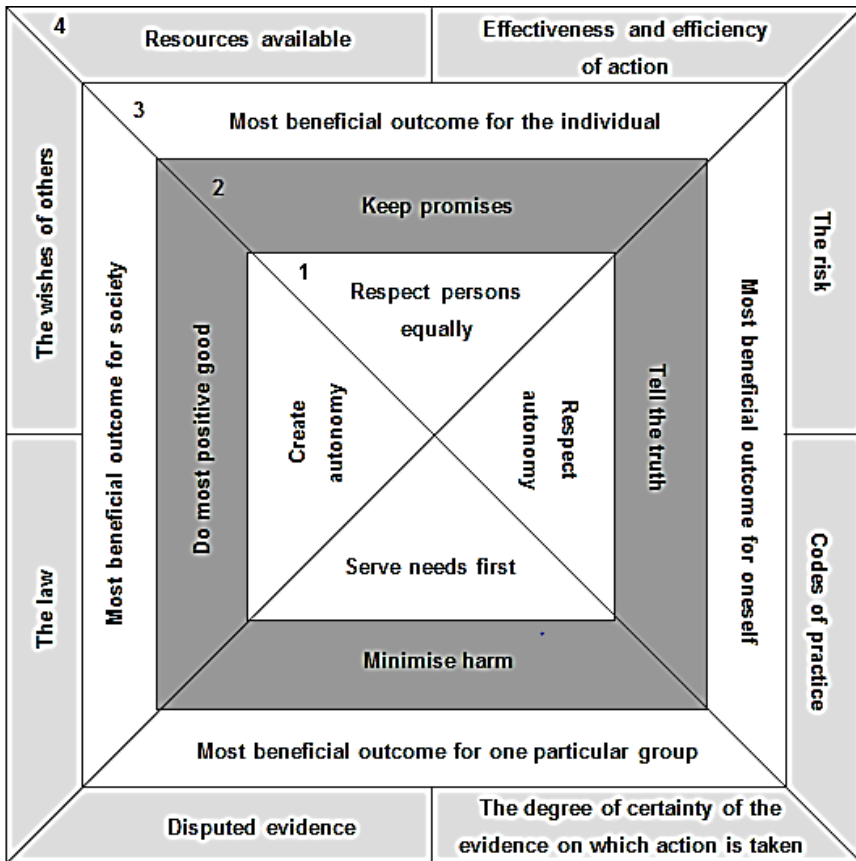 4
Resources available
Effectiveness and efficiency
of action
3
Most beneficial outcome for the individual
2
Keep promises
1
Respect persons
equally
The wishes of others
The law
Most beneficial outcome for society
Do most positive good
Create
autonomy
Respect
autonomy
Tell the truth
Most beneficial outcome for oneself
The risk
Codes of practice
Serve needs first
Minimise harm
Most beneficial outcome for one particular group
Disputed evidence
The degree of certainty of the
evidence on which action is taken